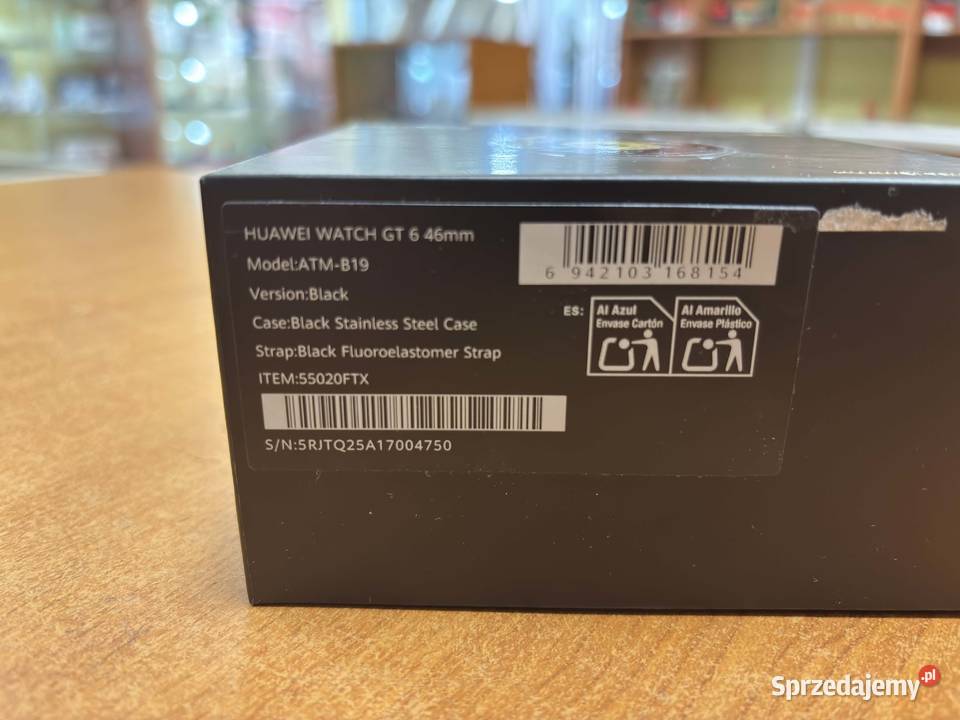 HUAWEI WATCH GT 6 46mm
Model:ATM-B19
Version:Black
Case:Black Stainless Steel Case
Strap:Black Fluoroelastomer Strap
ITEM:55020FTX
S/N:5RJTQ25A17004750
6 942103 168154
ES:
Al Azul
Envase Cartón
Al Amarillo
Envase Plástico
Sprzedajemy.pl